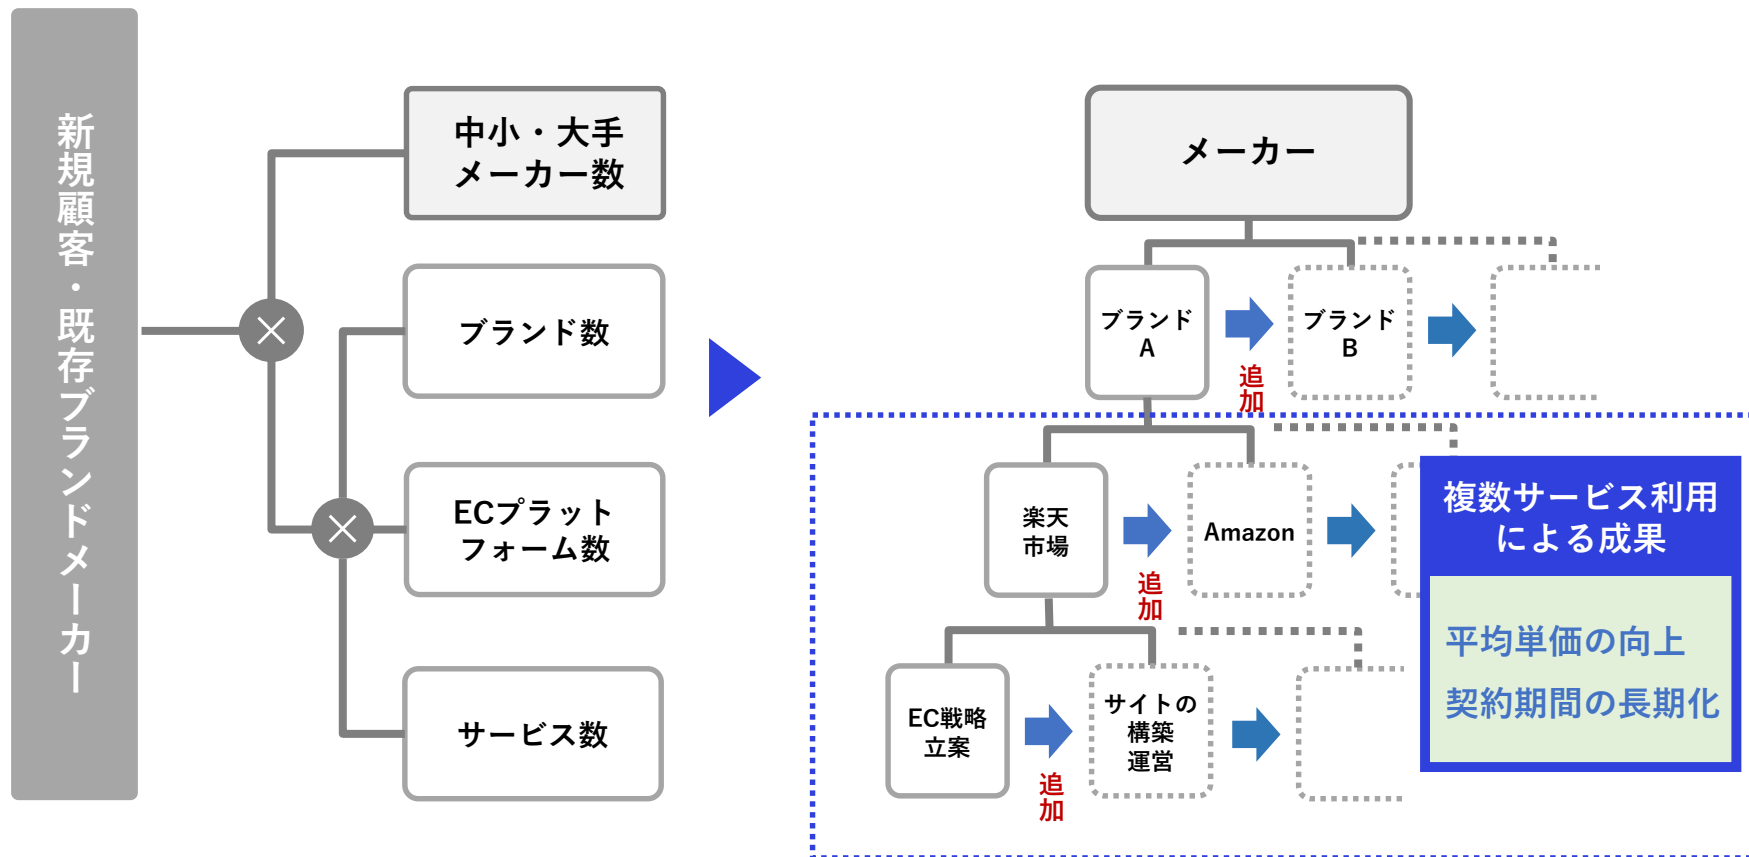 新規顧客・既存ブランドメーカー
中小・大手
メーカー数
ブランド数
ECプラット
フォーム数
サービス数
メーカー
ブランド
A
追加
ブランド
B
楽天
市場
追加
Amazon
EC戦略
立案
追加
サイトの
構築
運営
複数サービス利用
による成果
平均単価の向上
契約期間の長期化